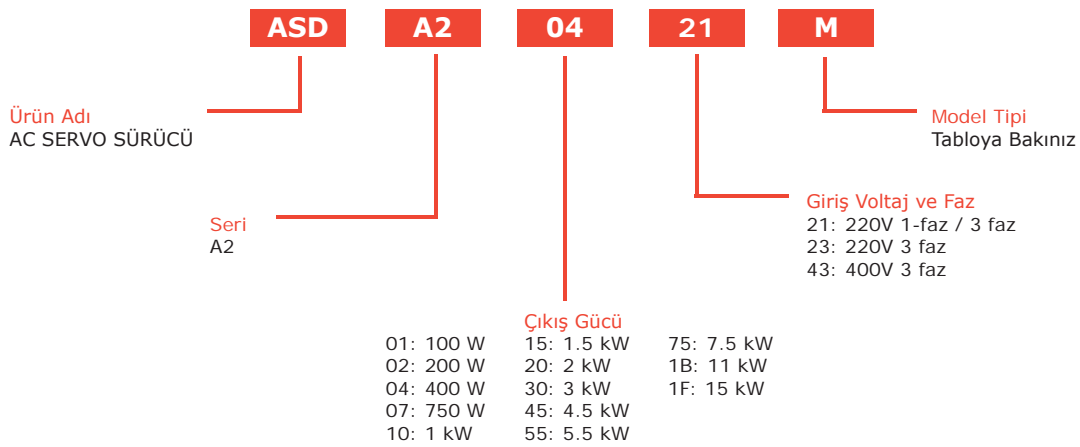 ASD A2 04 21 M
Ürün Adı
AC SERVO SÜRÜCÜ
Model Tipi
Tabloya Bakınız
Seri
A2
Giriş Voltaj ve Faz
21: 220V 1-faz / 3 faz
23: 220V 3 faz
43: 400V 3 faz
Çıkış Gücü
01: 100 W 15: 1.5 kW 75: 7.5 kW
02: 200 W 20: 2 kW 1B: 11 kW
04: 400 W 30: 3 kW 1F: 15 kW
07: 750 W 45: 4.5 kW
10: 1 kW 55: 5.5 kW